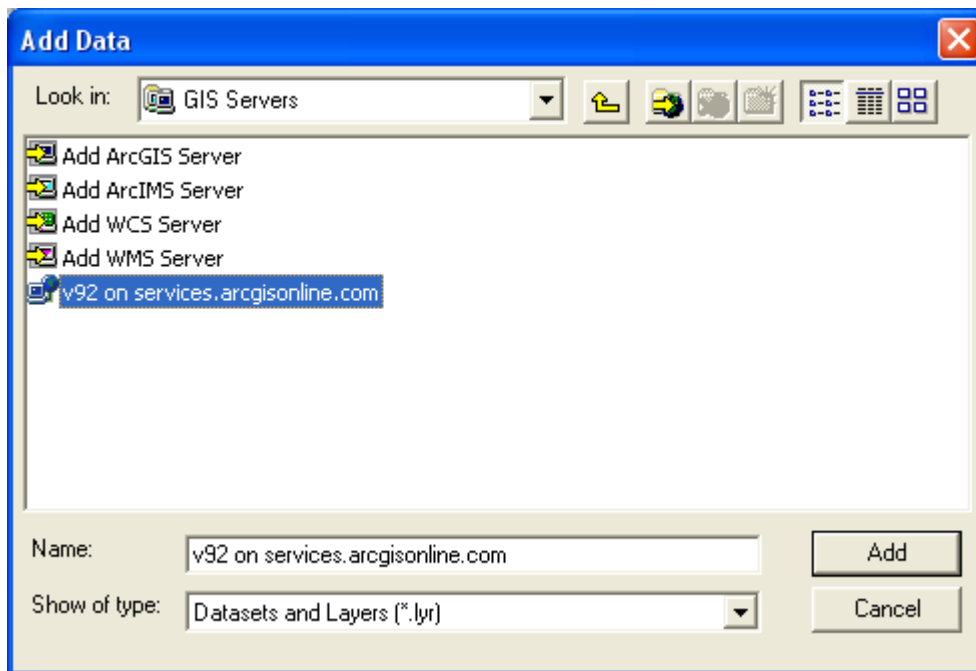 Add Data
Look in: GIS Servers
Add ArcGIS Server
Add ArcIMS Server
Add WCS Server
Add WMS Server
v92 on services.arcgisonline.com
Name: v92 on services.arcgisonline.com Add
Show of type: Datasets and Layers (*.lyr) Cancel